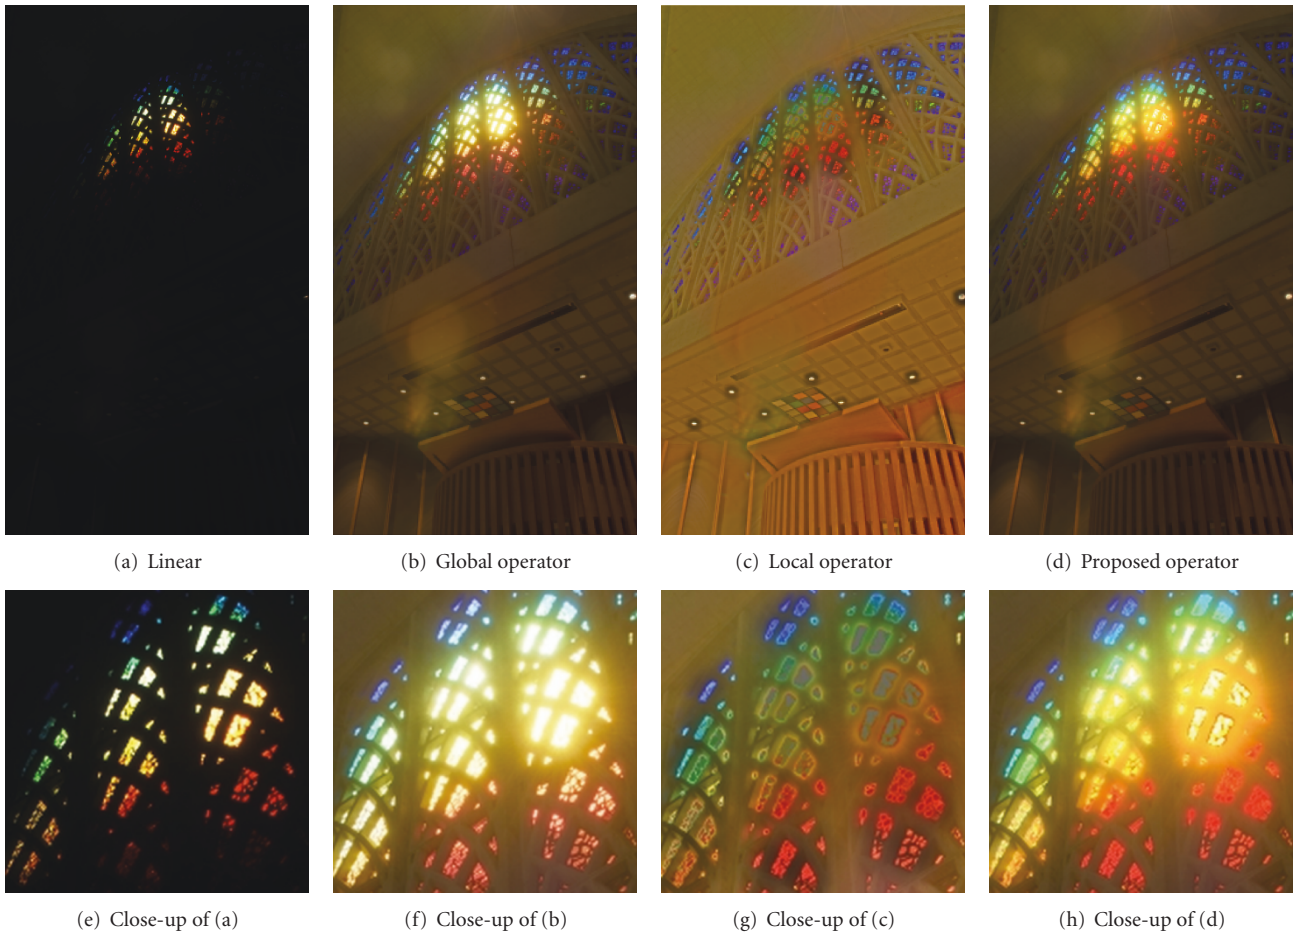 (a) Linear
(b) Global operator
(c) Local operator
(d) Proposed operator
(e) Close-up of (a)
(f) Close-up of (b)
(g) Close-up of (c)
(h) Close-up of (d)